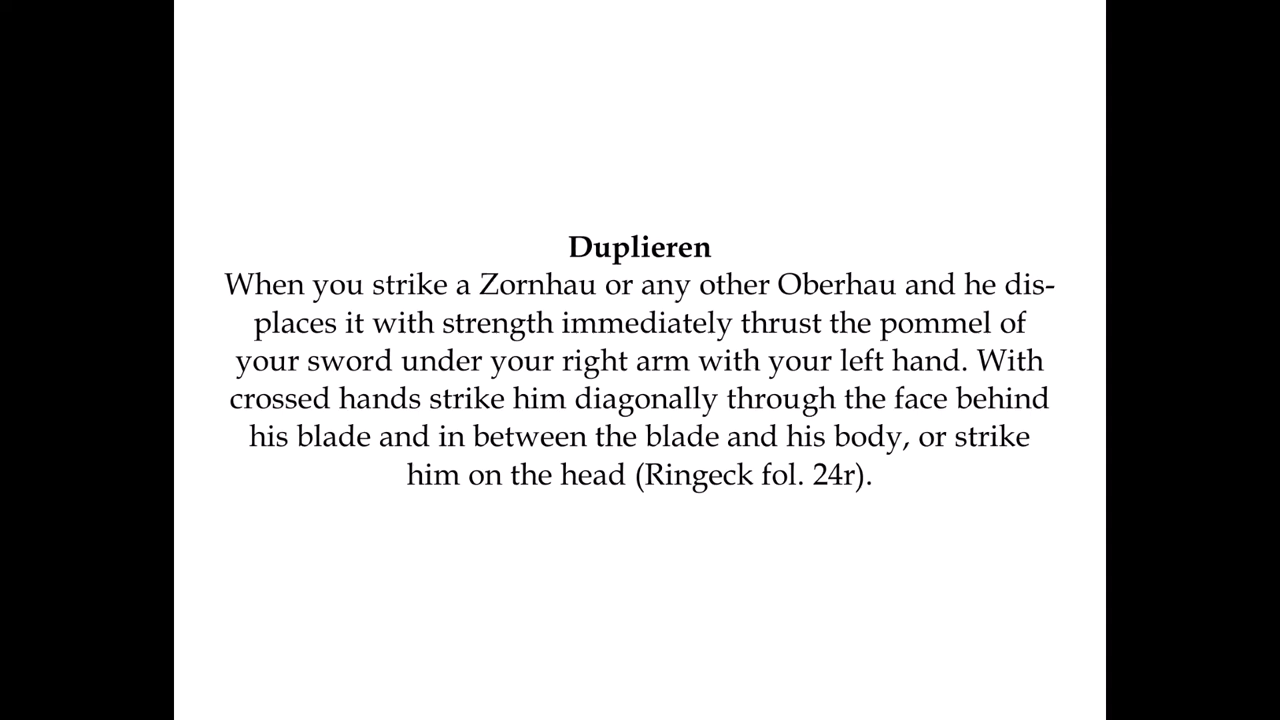 Duplieren
When you strike a Zornhau or any other Oberhau and he dis-
places it with strength immediately thrust the pommel of
your sword under your right arm with your left hand. With
crossed hands strike him diagonally through the face behind
his blade and in between the blade and his body, or strike
him on the head (Ringeck fol. 24r).